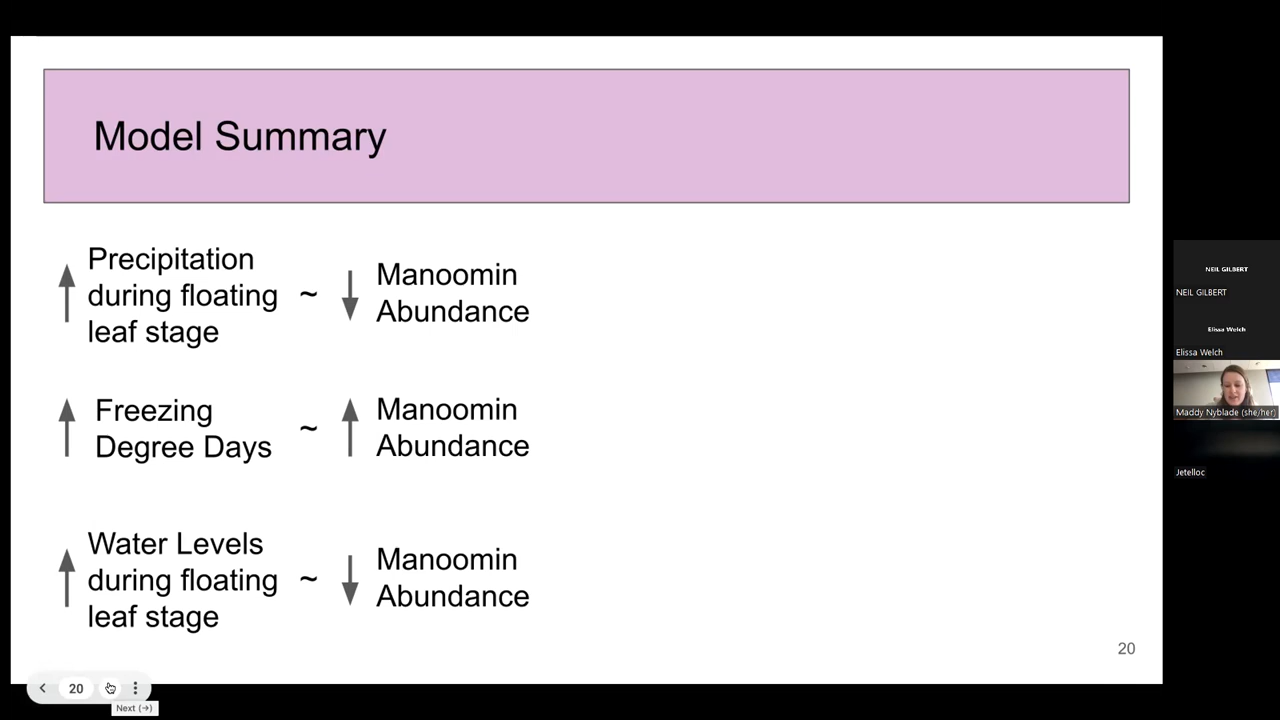 Model Summary
Precipitation
during floating
leaf stage
~
Manoomin
Abundance
Freezing
Degree Days
~
Manoomin
Abundance
Water Levels
during floating
leaf stage
~
Manoomin
Abundance
20
20
Next (→)
NEIL GILBERT
NEIL GILBERT
Elissa Welch
Elissa Welch
Maddy Nyblade (she/her)
Jetelloc